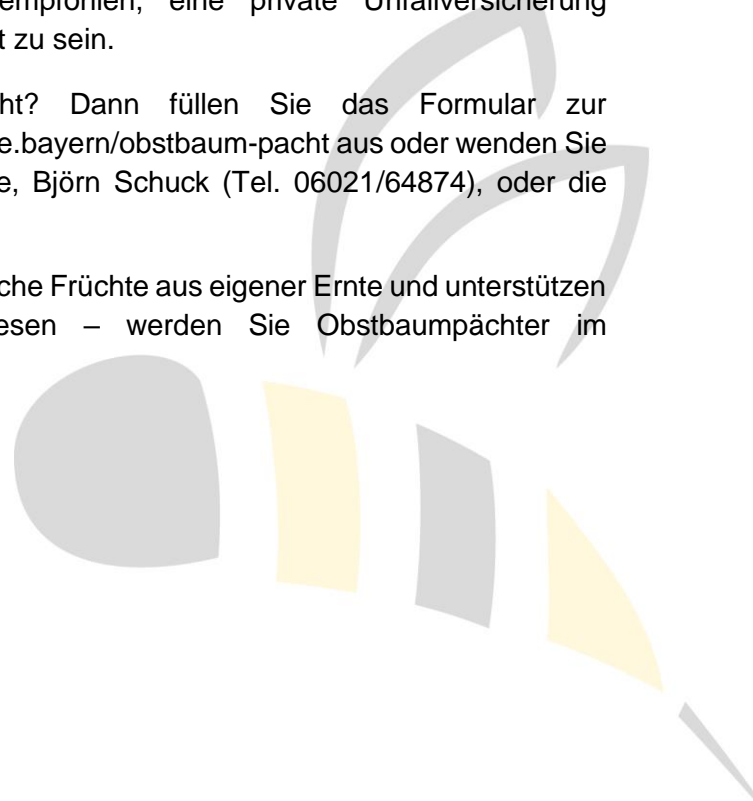 empfohlen, eine private Unfallversicherung
t zu sein.
ht? Dann füllen Sie das Formular zur
e.bayern/obstbaum-pacht aus oder wenden Sie
e, Björn Schuck (Tel. 06021/64874), oder die
che Früchte aus eigener Ernte und unterstützen
esen – werden Sie Obstbaumpächter im